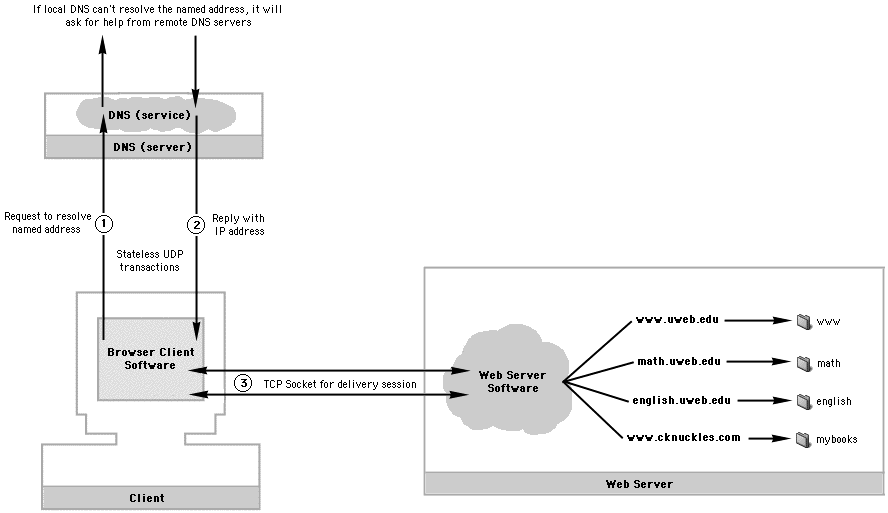 If local DNS can't resolve the named address, it will
ask for help from remote DNS servers
DNS (service)
DNS (server)
Request to resolve
named address
1
2
Reply with
IP address
Stateless UDP
transactions
Browser Client
Software
3
TCP Socket for delivery session
Web Server
Software
www.uweb.edu
www
math.uweb.edu
math
english.uweb.edu
english
www.cknuckles.com
mybooks
Client
Web Server